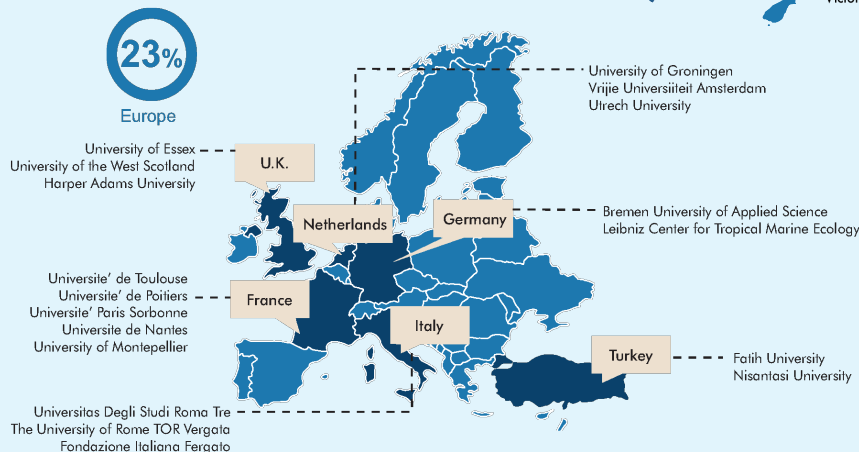 23%
Europe
University of Groningen
Vrijie Universiiteit Amsterdam
Utrech University
University of Essex
University of the West Scotland
Harper Adams University
U.K.
Netherlands
Germany
Bremen University of Applied Science
Leibniz Center for Tropical Marine Ecology
Universite' de Toulouse
Universite' de Poitiers
Universite' Paris Sorbonne
Universite de Nantes
University of Montepellier
France
Italy
Turkey
Fatih University
Nisantasi University
Universitas Degli Studi Roma Tre
The University of Rome TOR Vergata
Fondazione Italiana Fergato